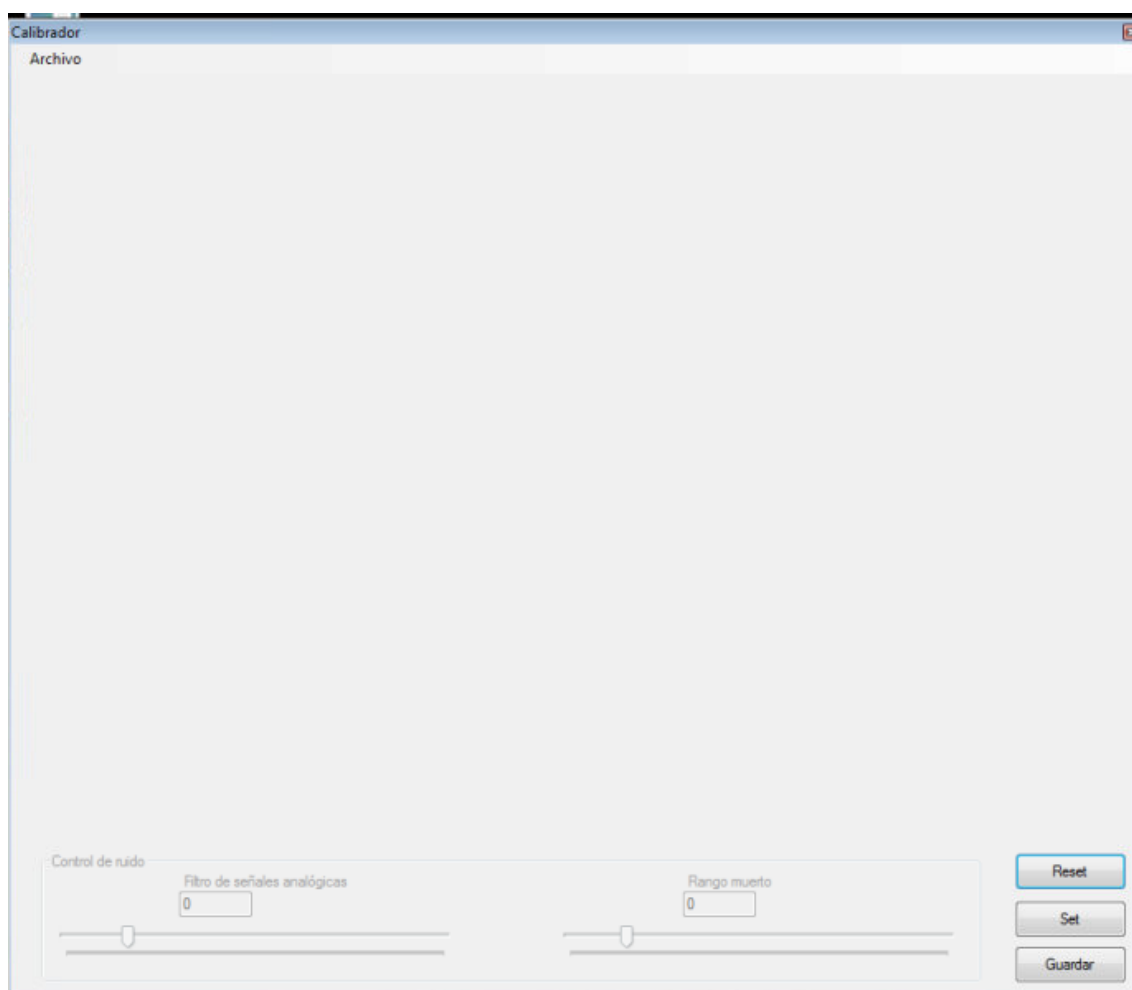 Calibrador
Archivo
Control de ruido
Filtro de señales analógicas
Rango muerto
0
0
Reset
Set
Guardar